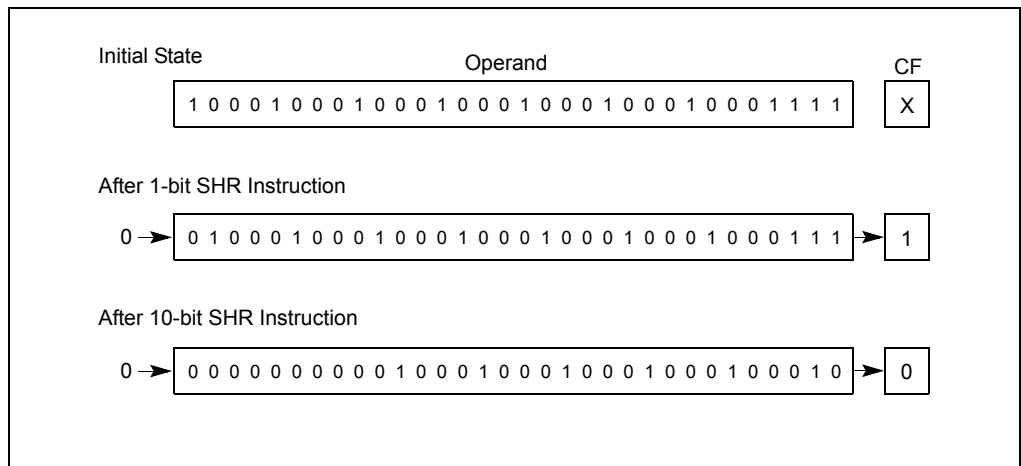 Initial State
Operand
CF
1 0 0 0 1 0 0 0 1 0 0 0 1 0 0 0 1 0 0 0 1 0 0 0 1 0 0 0 1 1 1 1 X
After 1-bit SHR Instruction
0 0 1 0 0 0 1 0 0 0 1 0 0 0 1 0 0 0 1 0 0 0 1 0 0 0 1 0 0 0 1 1 1 1
After 10-bit SHR Instruction
0 0 0 0 0 0 0 0 0 0 0 1 0 0 0 1 0 0 0 1 0 0 0 1 0 0 0 1 0 0 0 1 0 0